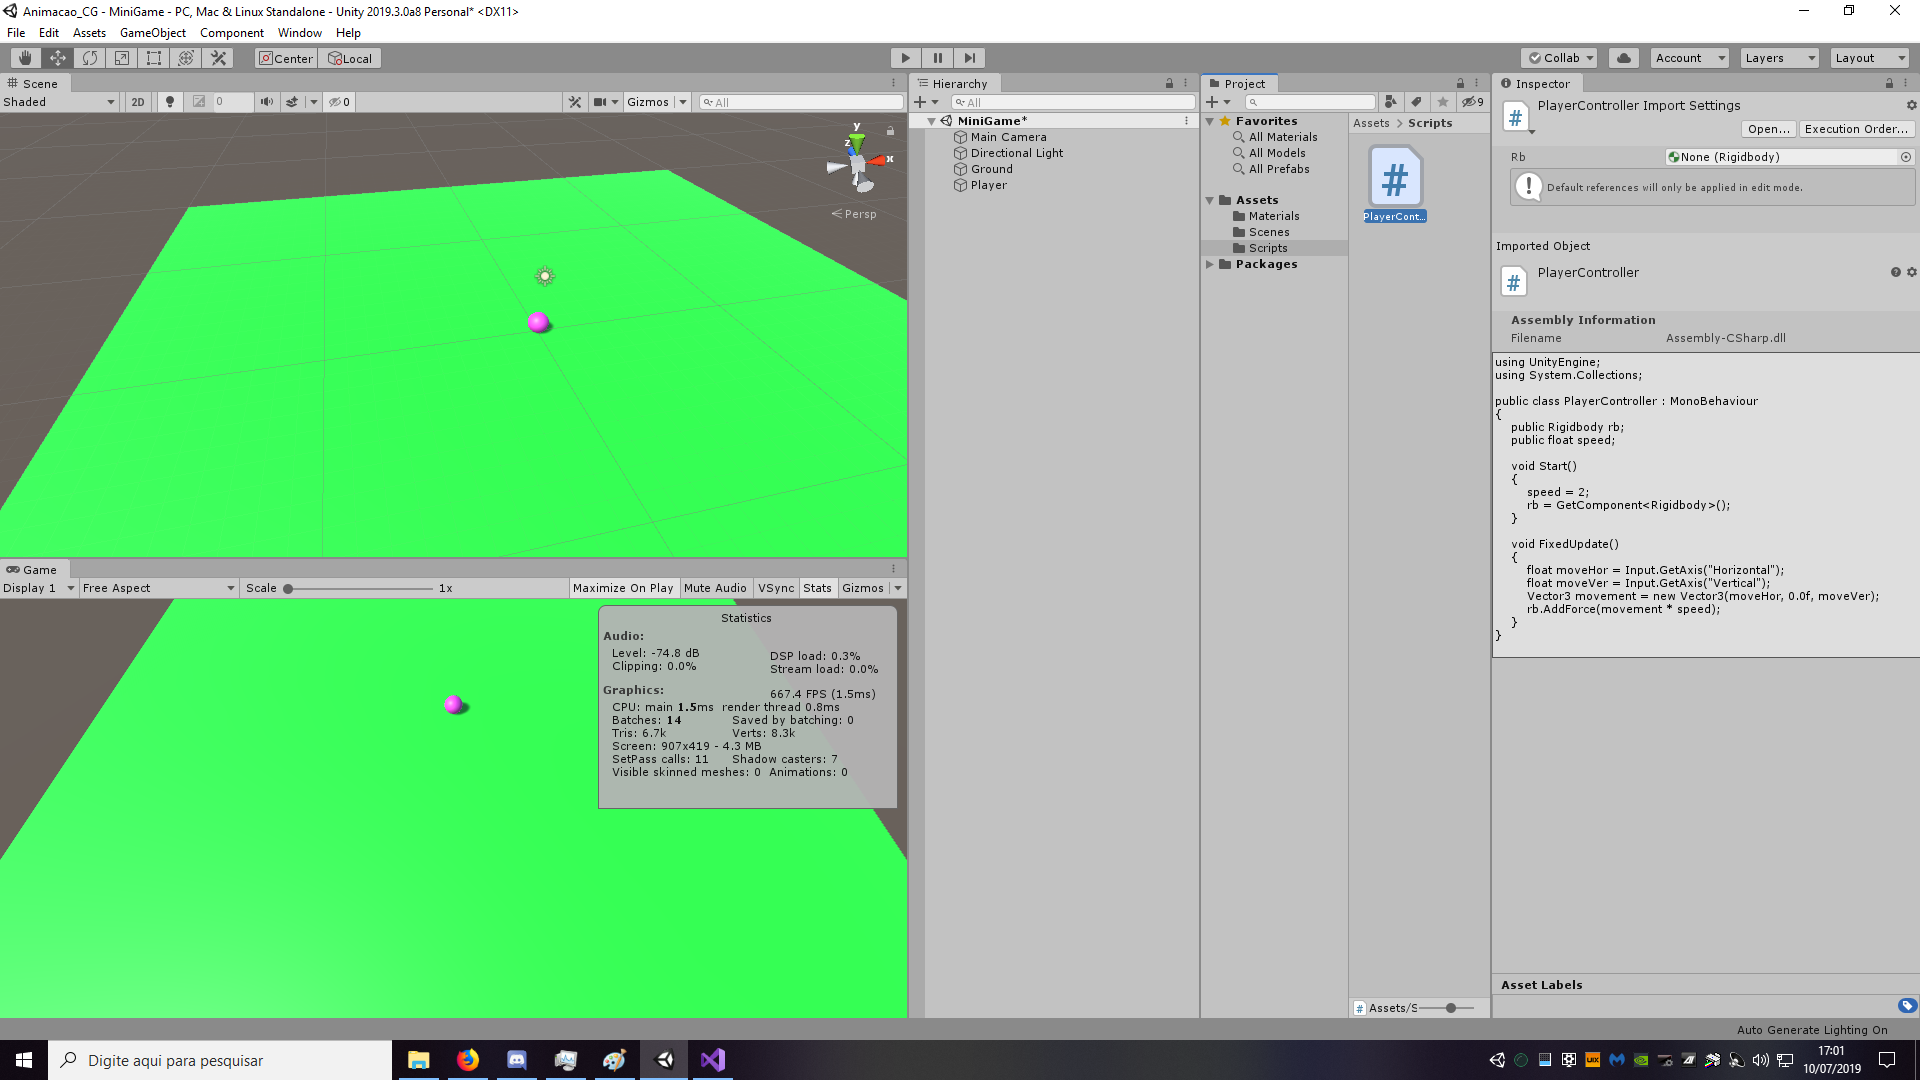 Animacao_CG - MiniGame - PC, Mac & Linux Standalone - Unity 2019.3.0a8 Personal* <DX11>
File Edit Assets GameObject Component Window Help
Center Local
Collab Account Layers Layout
Scene
Shaded 2D 0 0 Gizmos All
y
z
x
Persp
Game
Display 1 Free Aspect Scale 1x Maximize On Play Mute Audio VSync Stats Gizmos
Statistics
Audio:
Level: -74.8 dB DSP load: 0.3%
Clipping: 0.0% Stream load: 0.0%
Graphics: 667.4 FPS (1.5ms)
CPU: main 1.5ms render thread 0.8ms
Batches: 14 Saved by batching: 0
Tris: 6.7k Verts: 8.3k
Screen: 907x419 - 4.3 MB
SetPass calls: 11 Shadow casters: 7
Visible skinned meshes: 0 Animations: 0
Hierarchy
All
MiniGame*
Main Camera
Directional Light
Ground
Player
Project
9
Favorites
All Materials
All Models
All Prefabs
Assets
Materials
Scenes
Scripts
Packages
Assets > Scripts
#
PlayerCont...
Assets/S
Inspector
PlayerController Import Settings
Open... Execution Order...
Rb None (Rigidbody)
Default references will only be applied in edit mode.
Imported Object
PlayerController
Assembly Information
Filename Assembly-CSharp.dll
using UnityEngine;
using System.Collections;
public class PlayerController : MonoBehaviour
{
public Rigidbody rb;
public float speed;
void Start()
{
speed = 2;
rb = GetComponent<Rigidbody>();
}
void FixedUpdate()
{
float moveHor = Input.GetAxis("Horizontal");
float moveVer = Input.GetAxis("Vertical");
Vector3 movement = new Vector3(moveHor, 0.0f, moveVer);
rb.AddForce(movement * speed);
}
}
Asset Labels
Auto Generate Lighting On
Digite aqui para pesquisar
17:01
10/07/2019